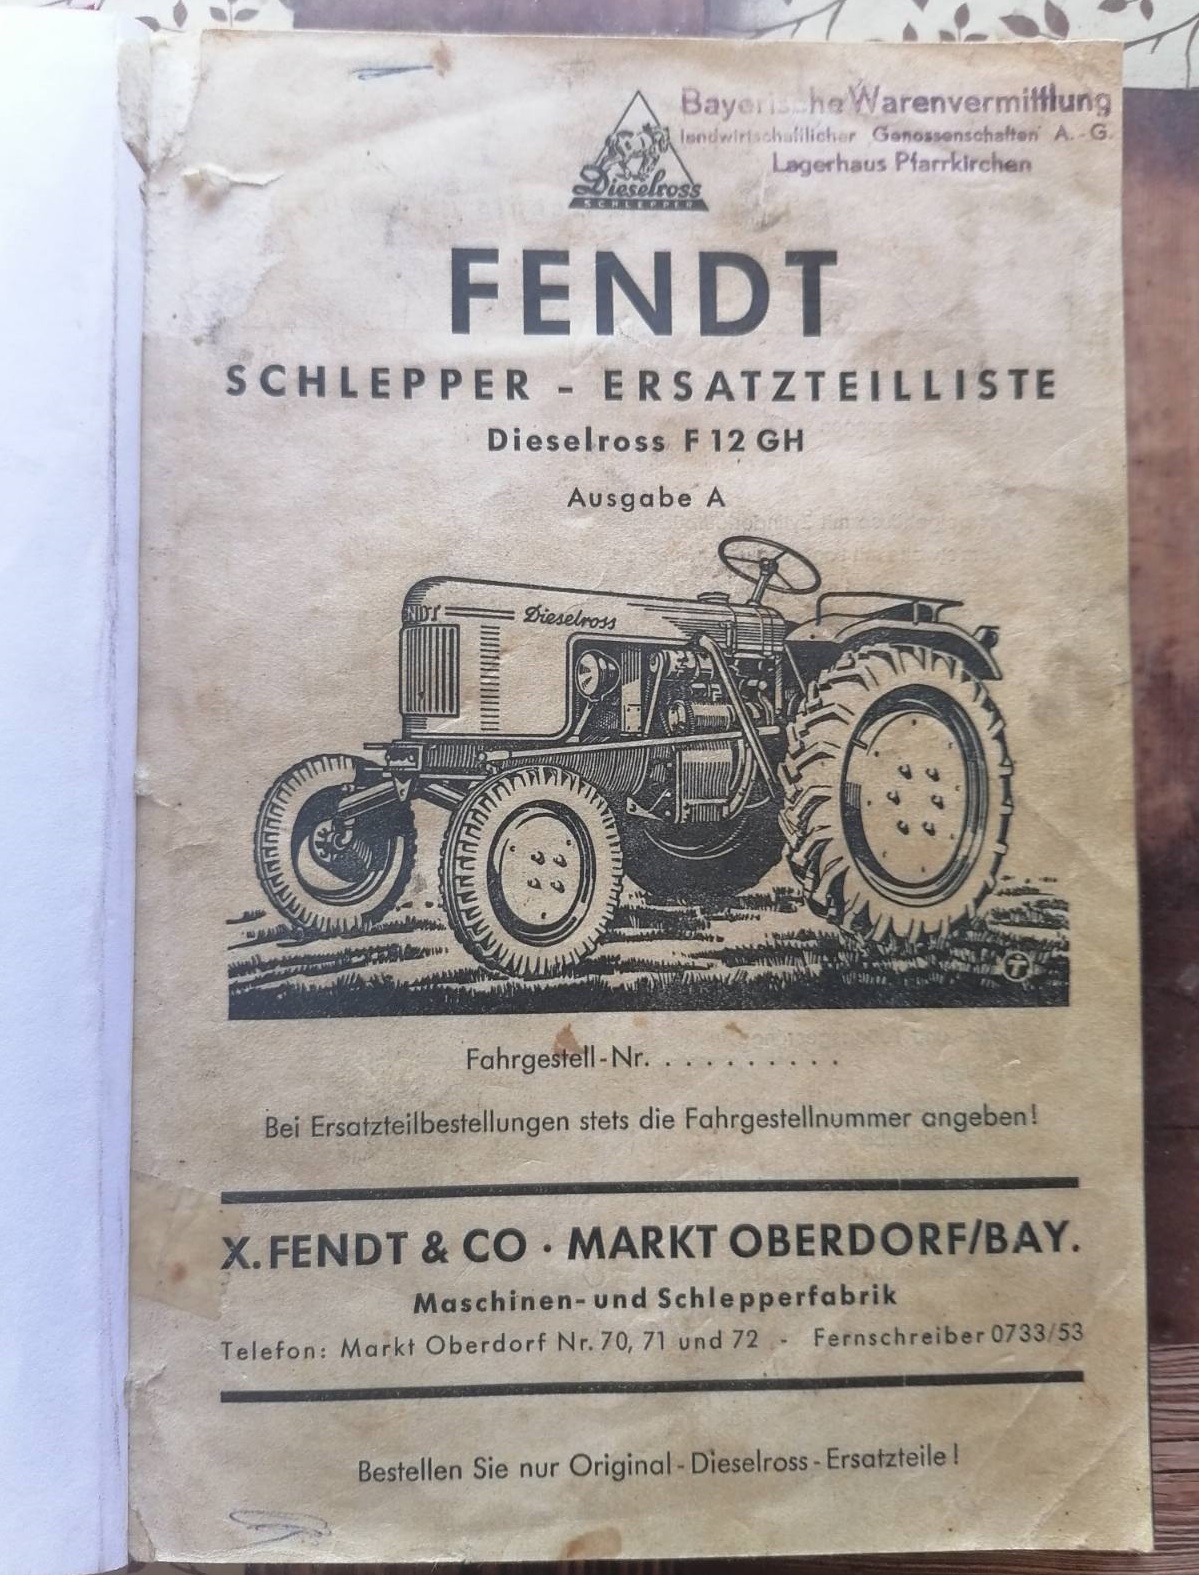 Bayerische Warenvermittlung
landwirtschaftlicher Genossenschaften A.-G.
Lagerhaus Pfarrkirchen
Dieselross
SCHLEPPER
FENDT
SCHLEPPER - ERSATZTEILLISTE
Dieselross F 12 GH
Ausgabe A
NDT Dieselross
Fahrgestell-Nr. . . . . . . . . . .
Bei Ersatzteilbestellungen stets die Fahrgestellnummer angeben!
X. FENDT & CO · MARKT OBERDORF/BAY.
Maschinen- und Schlepperfabrik
Telefon: Markt Oberdorf Nr. 70, 71 und 72 - Fernschreiber 0733/53
Bestellen Sie nur Original-Dieselross-Ersatzteile!